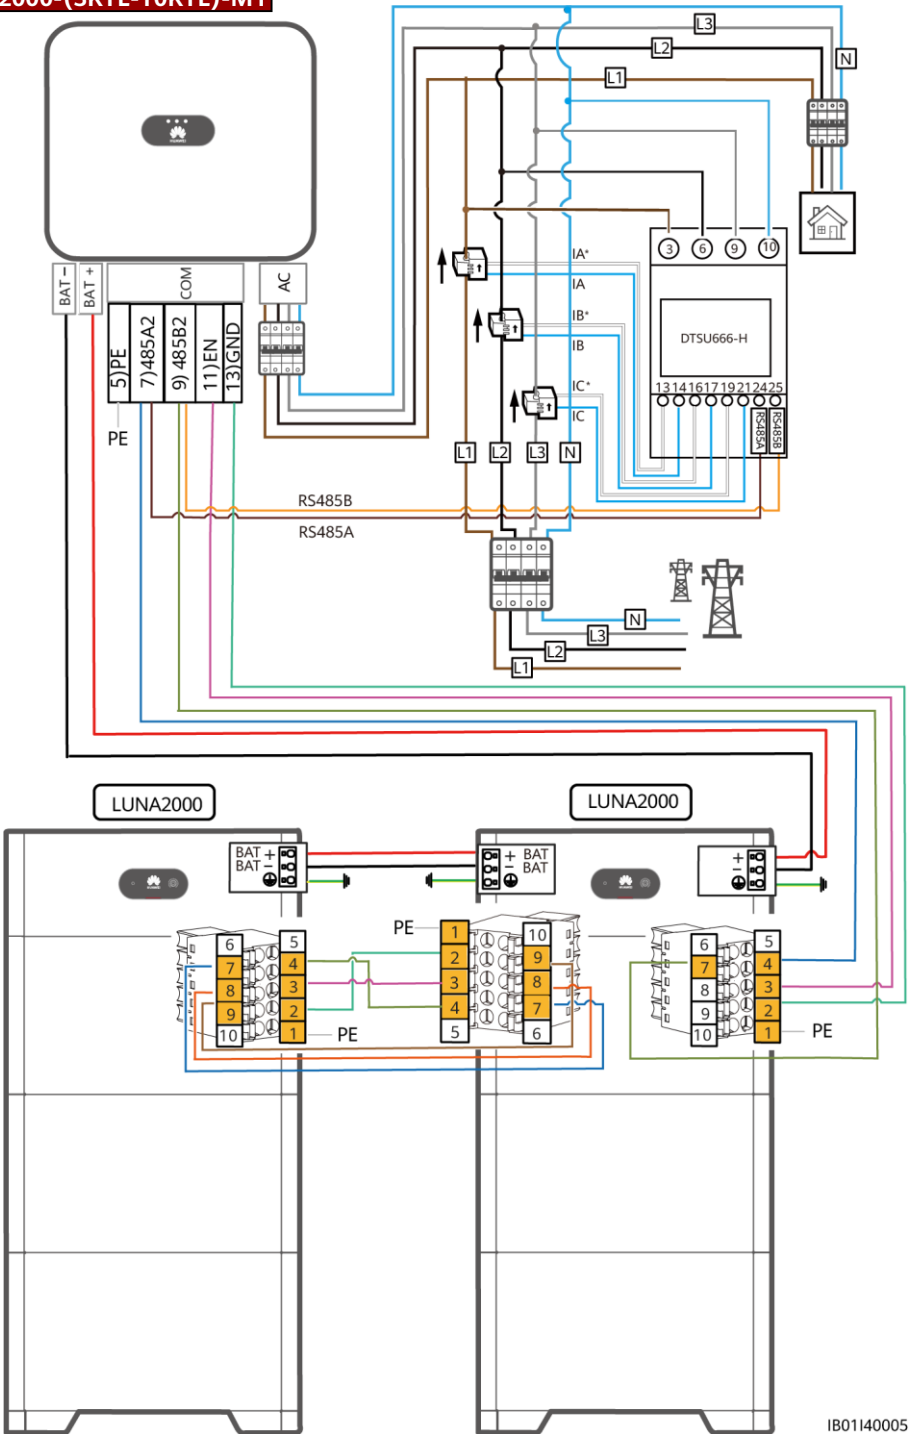 L3
L2
N
L1
BAT –
BAT +
COM
AC
5)PE
7)485A2
9) 485B2
11)EN
13)GND
PE
3
6
9
10
IA*
IA
IB*
IB
IC*
IC
DTSU666-H
13 14 16 17 19 21 24 25
RS485A
RS485B
L1
L2
L3
N
RS485B
RS485A
N
L3
L2
L1
LUNA2000
LUNA2000
BAT +
BAT –
+ BAT
– BAT
+
–
PE
6
7
8
9
10
5
4
3
2
1
PE
1
2
3
4
5
10
9
8
7
6
6
7
8
9
10
5
4
3
2
1
PE
IB01I40005